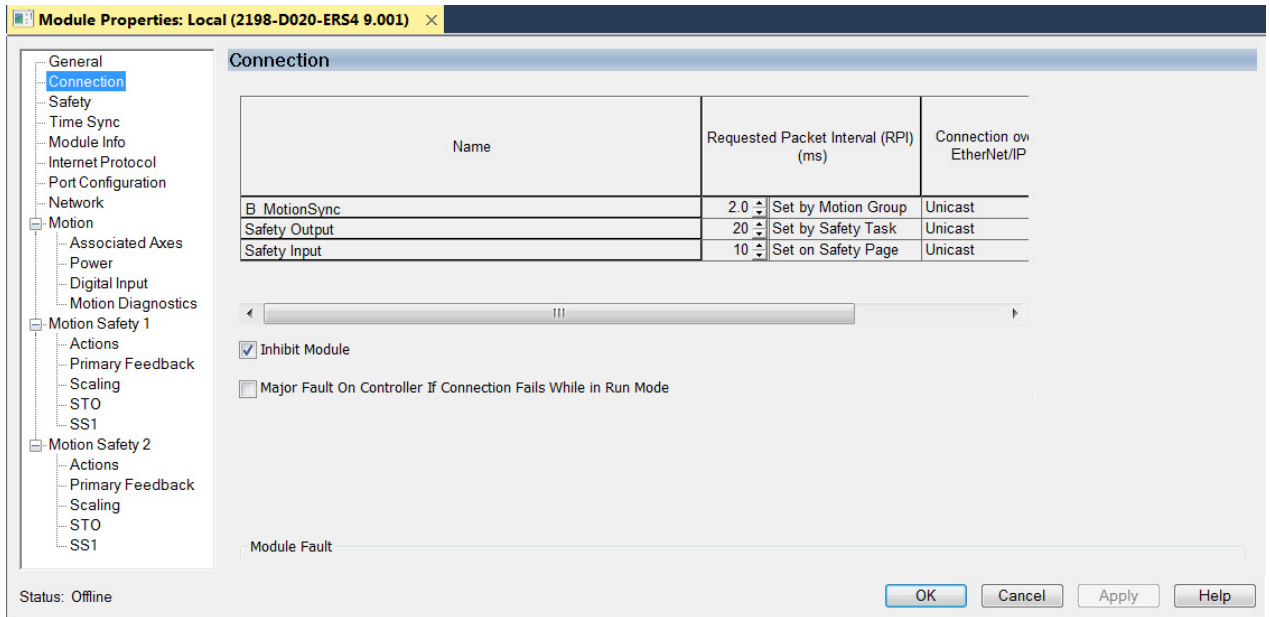 Module Properties: Local (2198-D020-ERS4 9.001)
General
Connection
Safety
Time Sync
Module Info
Internet Protocol
Port Configuration
Network
Motion
Associated Axes
Power
Digital Input
Motion Diagnostics
Motion Safety 1
Actions
Primary Feedback
Scaling
STO
SS1
Motion Safety 2
Actions
Primary Feedback
Scaling
STO
SS1
Connection
Name
Requested Packet Interval (RPI)
(ms)
Connection ov
EtherNet/IP
B MotionSync 2.0 Set by Motion Group Unicast
Safety Output 20 Set by Safety Task Unicast
Safety Input 10 Set on Safety Page Unicast
Inhibit Module
Major Fault On Controller If Connection Fails While in Run Mode
Module Fault
Status: Offline
OK Cancel Apply Help